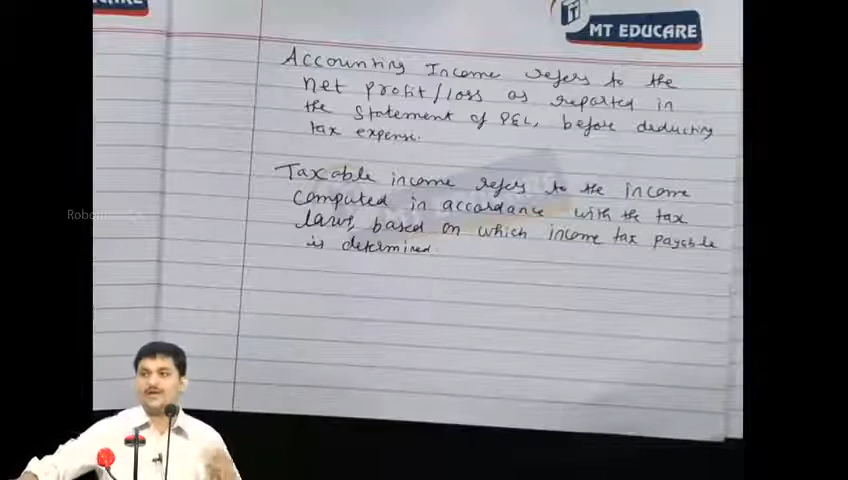 MT EDUCARE
Accounting Income refers to the
net profit/loss as reported in
the Statement of P&L, before deducting
tax expense.
Taxable income refers to the income
computed in accordance with the tax
laws, based on which income tax payable
is determined.